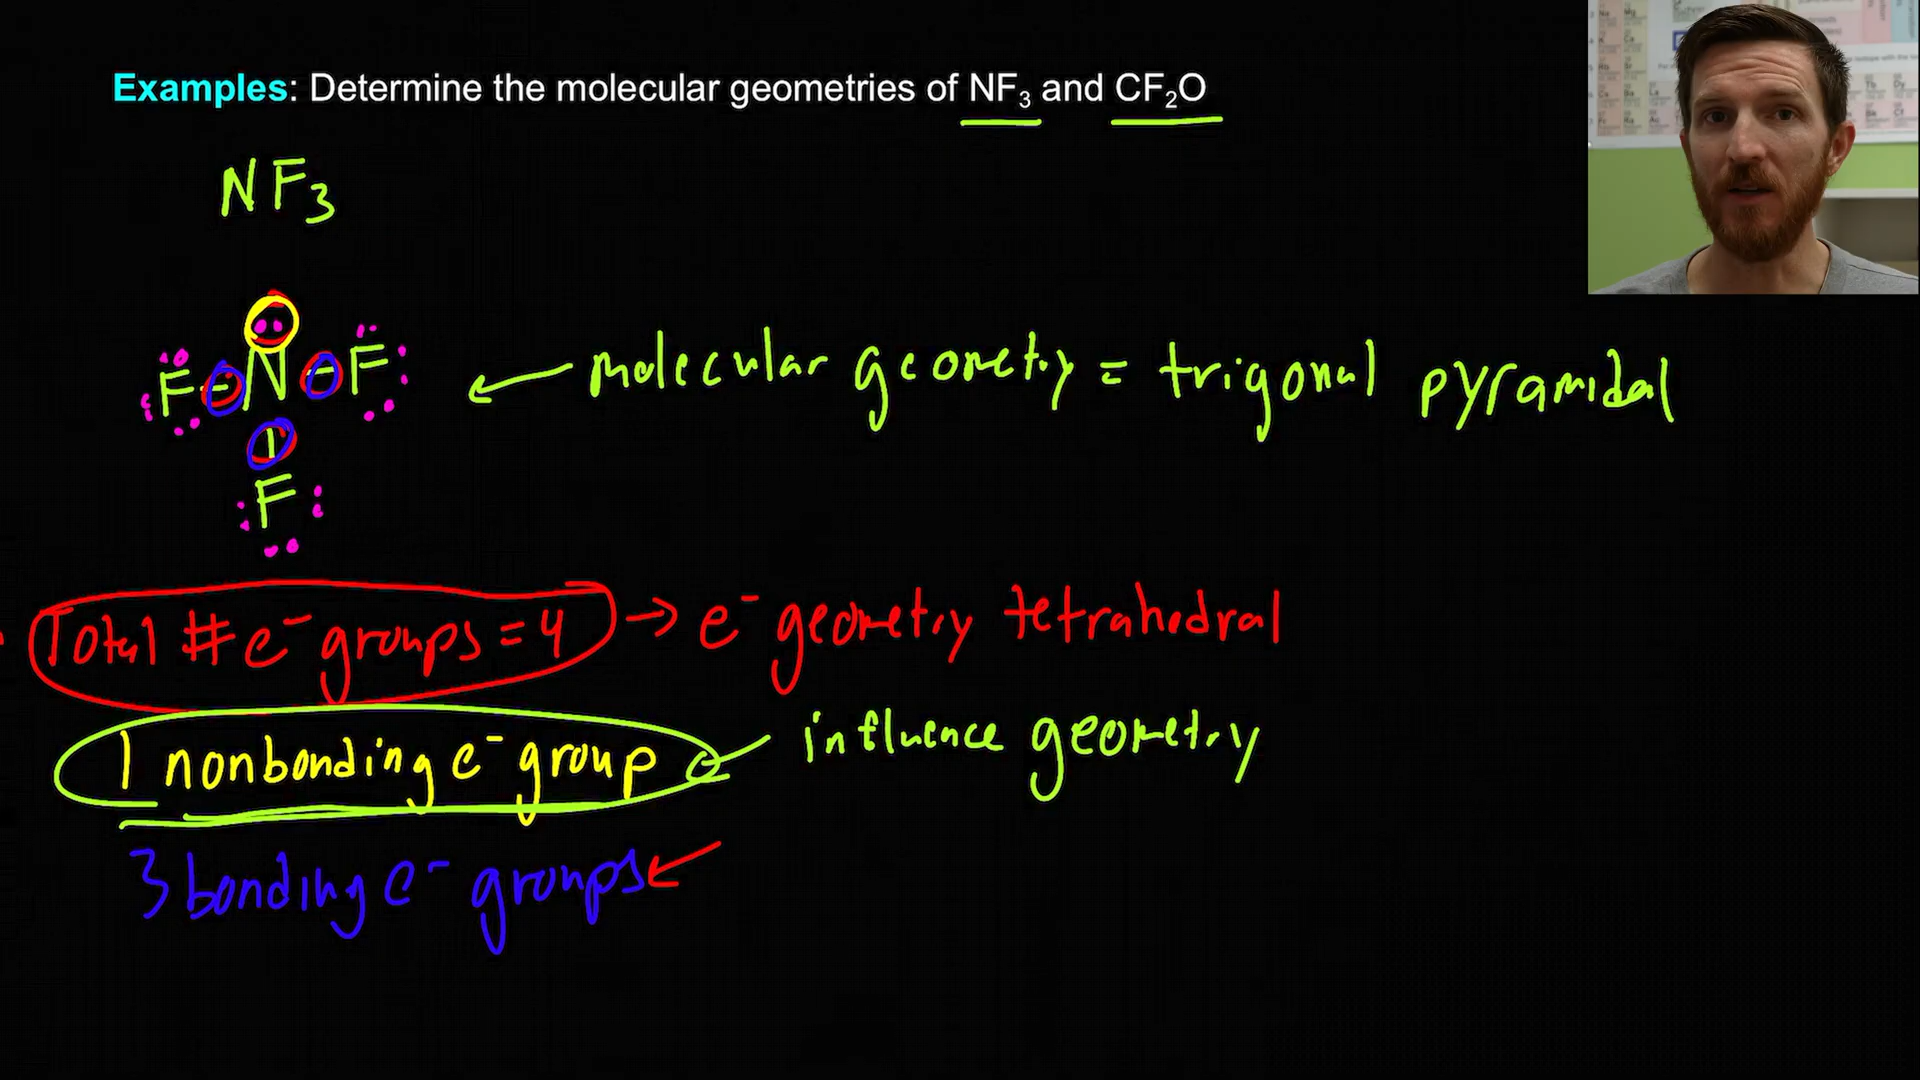 Examples: Determine the molecular geometries of NF₃ and CF₂O
NF₃
N
F N F
F
molecular geometry = trigonal pyramidal
Total # e⁻ groups = 4 → e⁻ geometry tetrahedral
1 nonbonding e⁻ group
influence geometry
3 bonding e⁻ groups